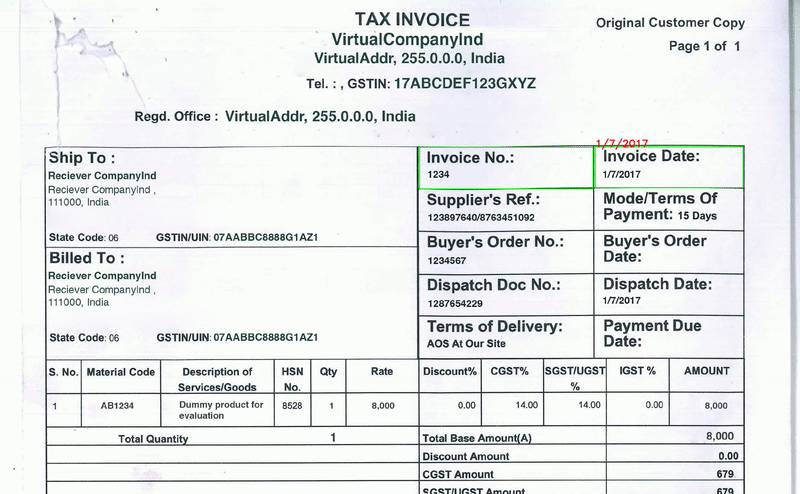 TAX INVOICE
Original Customer Copy
VirtualCompanyInd
Page 1 of 1
VirtualAddr, 255.0.0.0, India
Tel. : , GSTIN: 17ABCDEF123GXYZ
Regd. Office : VirtualAddr, 255.0.0.0, India
1/7/2017
Ship To :
Reciever CompanyInd
Reciever CompanyInd ,
111000, India
State Code: 06 GSTIN/UIN: 07AABBC8888G1AZ1
Billed To :
Reciever CompanyInd
Reciever CompanyInd ,
111000, India
State Code: 06 GSTIN/UIN: 07AABBC8888G1AZ1
Invoice No.:
1234
Invoice Date:
1/7/2017
Supplier's Ref.:
123897640/8763451092
Mode/Terms Of
Payment: 15 Days
Buyer's Order No.:
1234567
Buyer's Order
Date:
Dispatch Doc No.:
1287654229
Dispatch Date:
1/7/2017
Terms of Delivery:
AOS At Our Site
Payment Due
Date:
S. No. Material Code Description of Services/Goods HSN No. Qty Rate Discount% CGST% SGST/UGST % IGST % AMOUNT
1 AB1234 Dummy product for evaluation 8528 1 8,000 0.00 14.00 14.00 0.00 8,000
Total Quantity 1 Total Base Amount(A) 8,000
Discount Amount 0.00
CGST Amount 679
SGST/UGST Amount 679